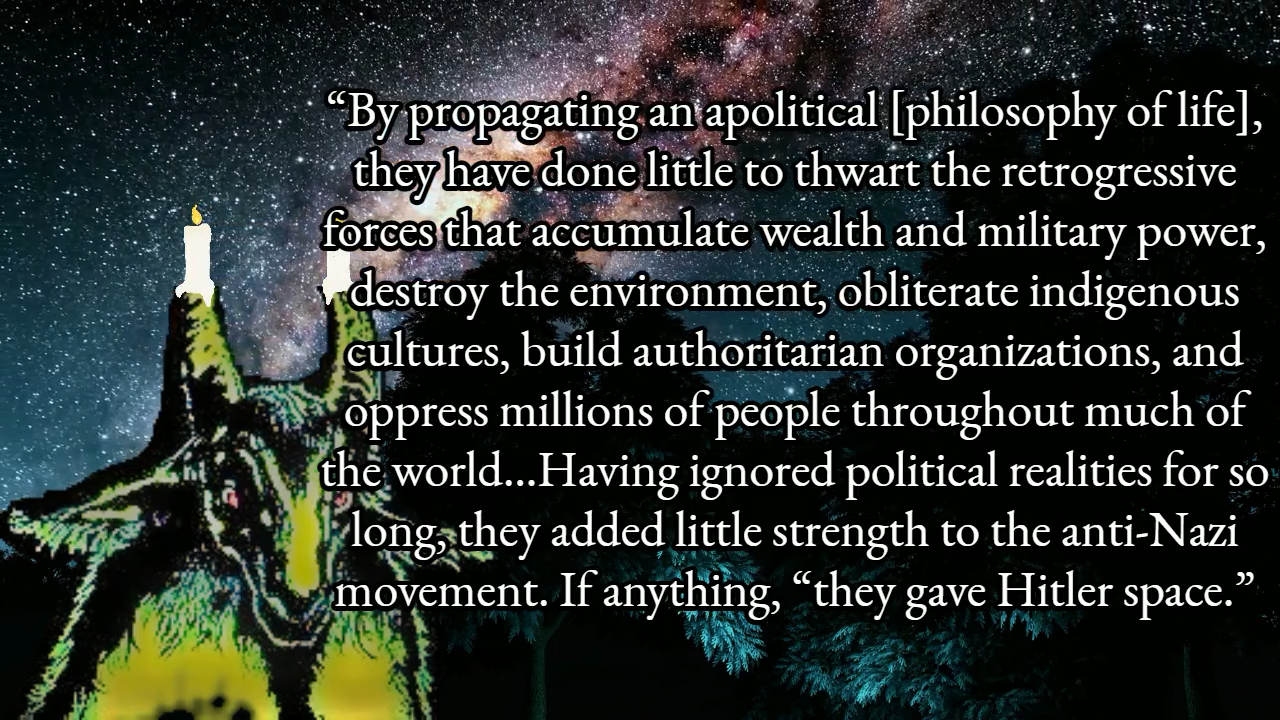 “By propagating an apolitical [philosophy of life],
they have done little to thwart the retrogressive
forces that accumulate wealth and military power,
destroy the environment, obliterate indigenous
cultures, build authoritarian organizations, and
oppress millions of people throughout much of
the world...Having ignored political realities for so
long, they added little strength to the anti-Nazi
movement. If anything, “they gave Hitler space.”